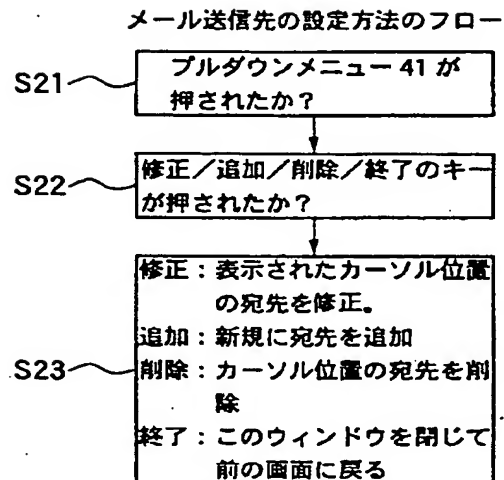 メール送信先の設定方法のフロー
S21
プルダウンメニュー 41 が
押されたか？
S22
修正／追加／削除／終了のキー
が押されたか？
S23
修正：表示されたカーソル位置
の宛先を修正。
追加：新規に宛先を追加
削除：カーソル位置の宛先を削
除
終了：このウィンドウを閉じて
前の画面に戻る